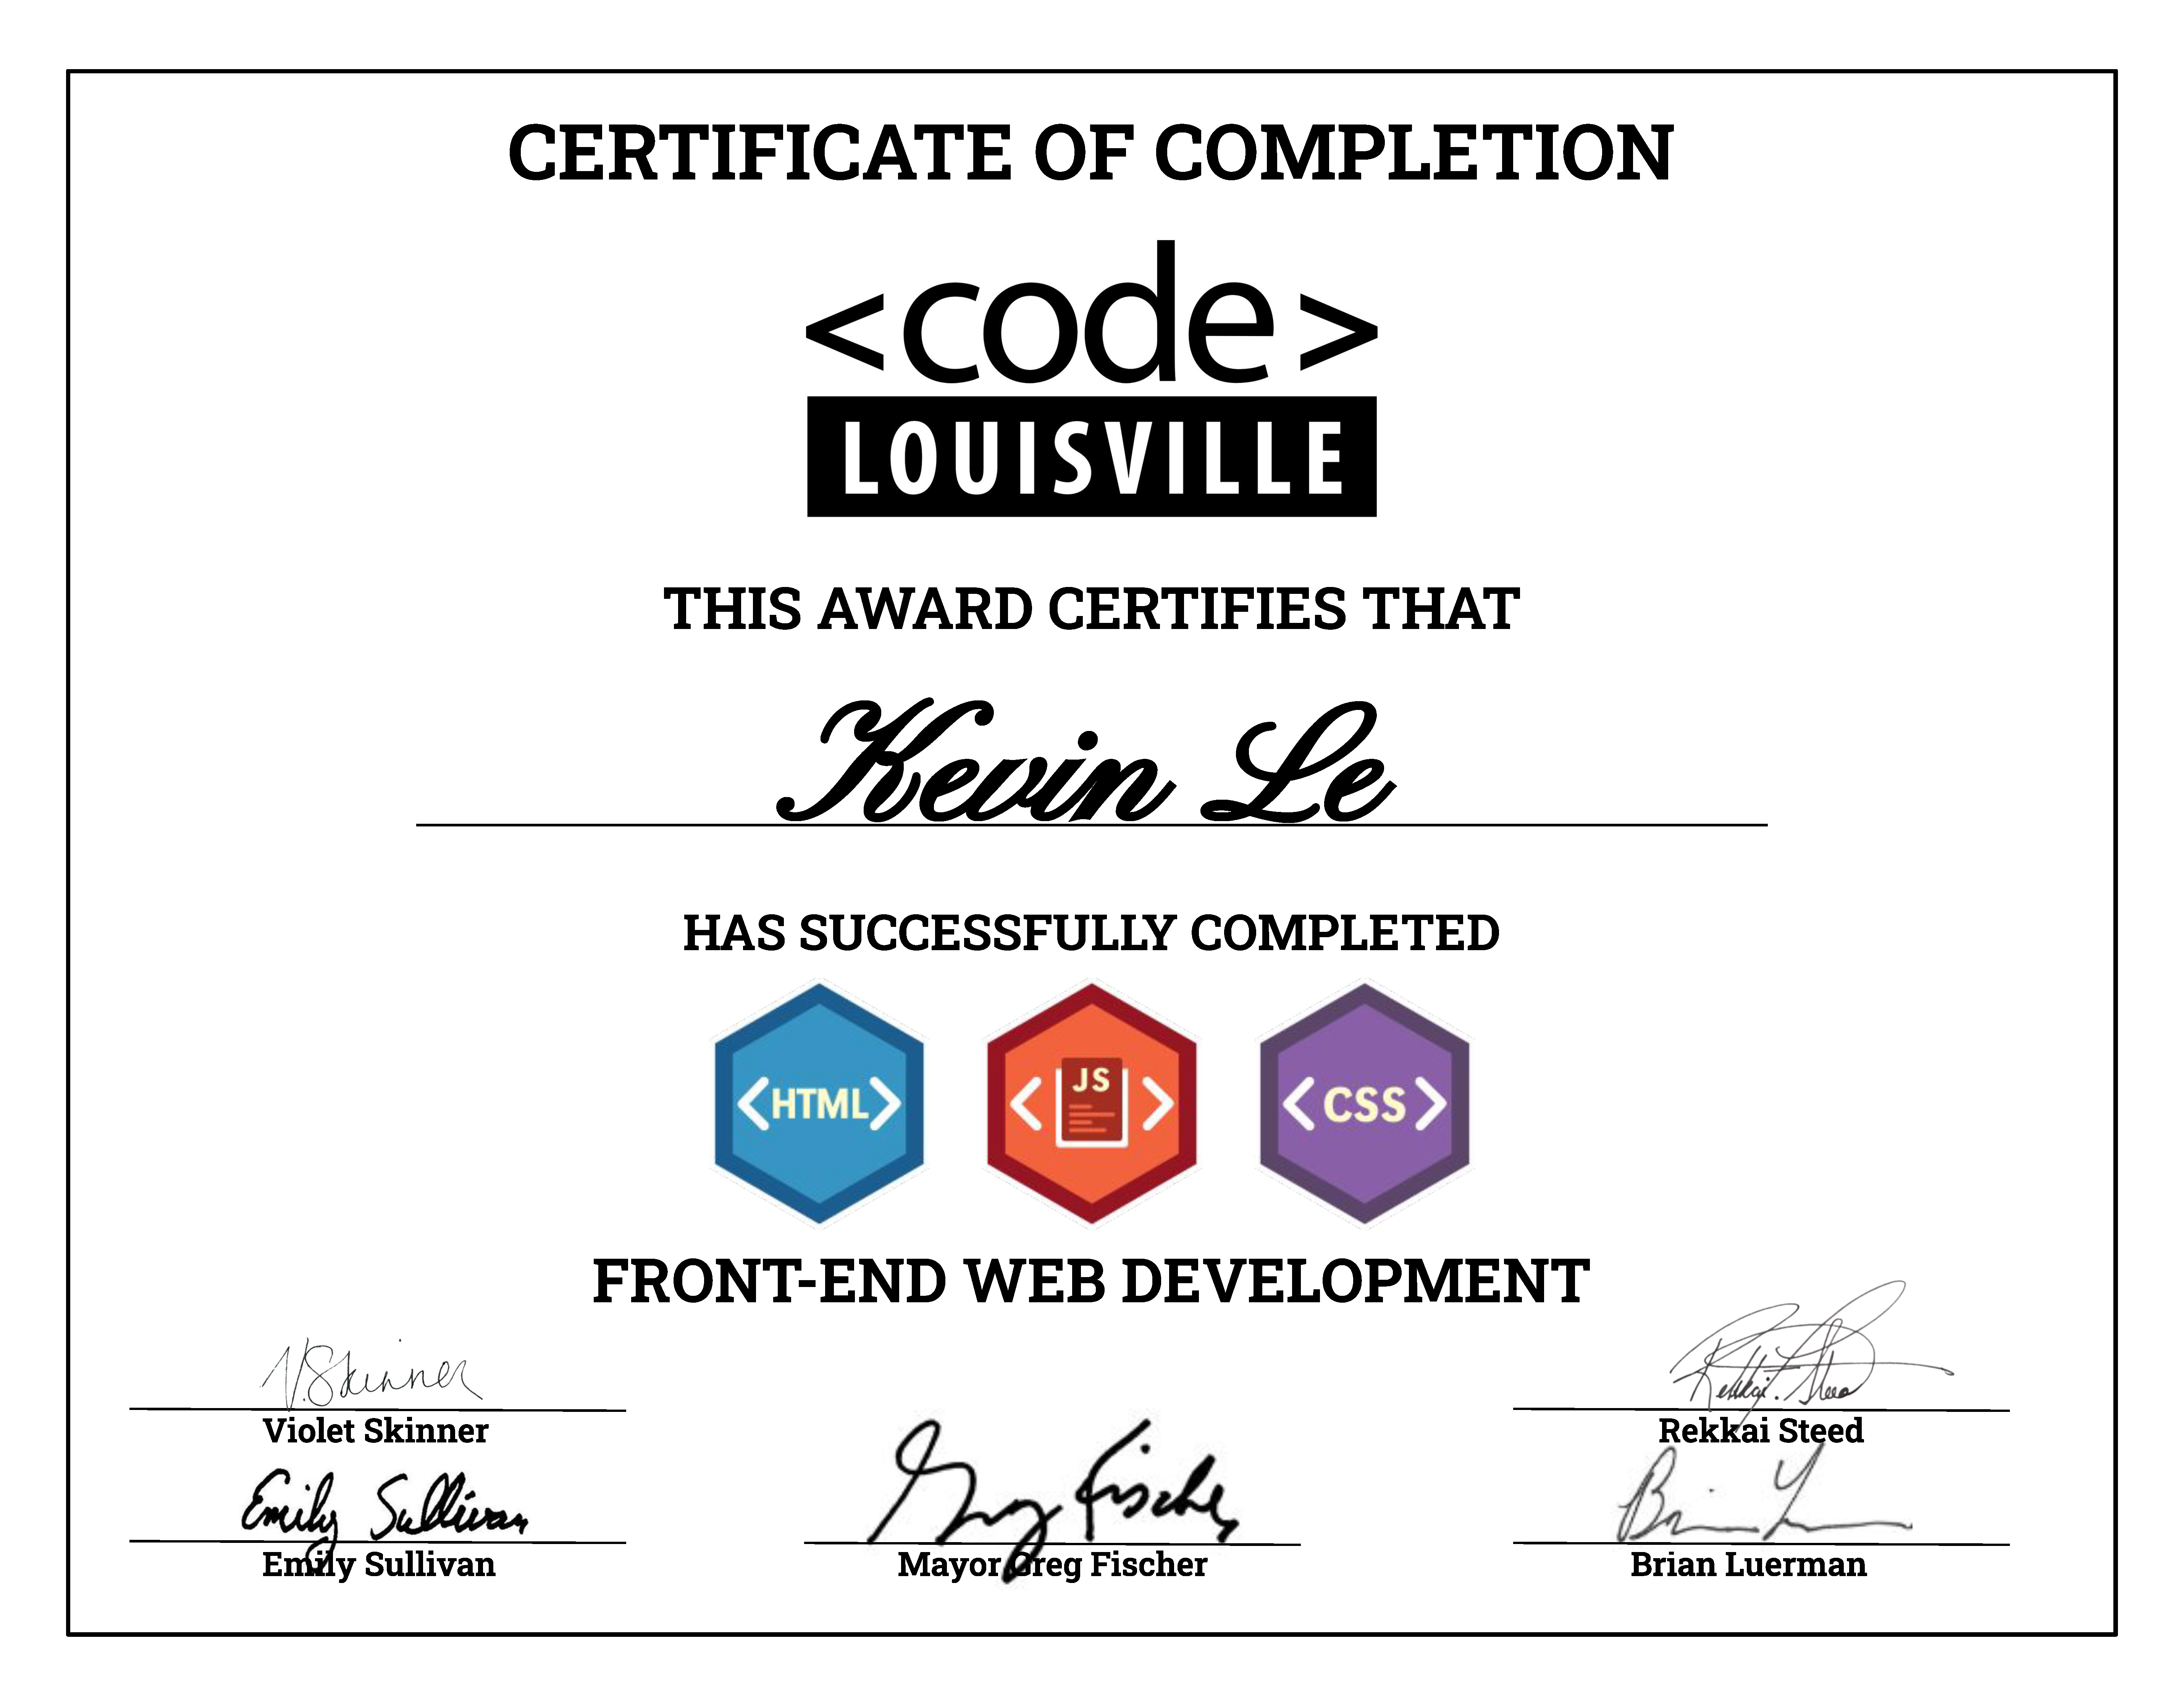 CERTIFICATE OF COMPLETION
<code>
LOUISVILLE
THIS AWARD CERTIFIES THAT
Kevin Le
HAS SUCCESSFULLY COMPLETED
<HTML> < JS > < CSS >
FRONT-END WEB DEVELOPMENT
V. Skinner
Rekkai Steed
Violet Skinner
Rekkai Steed
Emily Sullivan
Greg Fischer
Brian L
Emily Sullivan
Mayor Greg Fischer
Brian Luerman